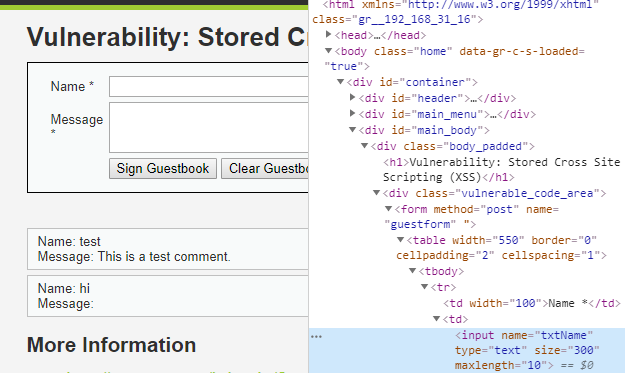 Vulnerability: Stored Cr
Name *
Message
*
Sign Guestbook
Clear Guestbo
Name: test
Message: This is a test comment.
Name: hi
Message:
More Information
<html xmlns="http://www.w3.org/1999/xhtml"
class="gr__192_168_31_16">
<head>…</head>
<body class="home" data-gr-c-s-loaded=
"true">
<div id="container">
<div id="header">…</div>
<div id="main_menu">…</div>
<div id="main_body">
<div class="body_padded">
<h1>Vulnerability: Stored Cross Site
Scripting (XSS)</h1>
<div class="vulnerable_code_area">
<form method="post" name=
"guestform" ">
<table width="550" border="0"
cellpadding="2" cellspacing="1">
<tbody>
<tr>
<td width="100">Name *</td>
<td>
… <input name="txtName"
type="text" size="300"
maxlength="10"> == $0